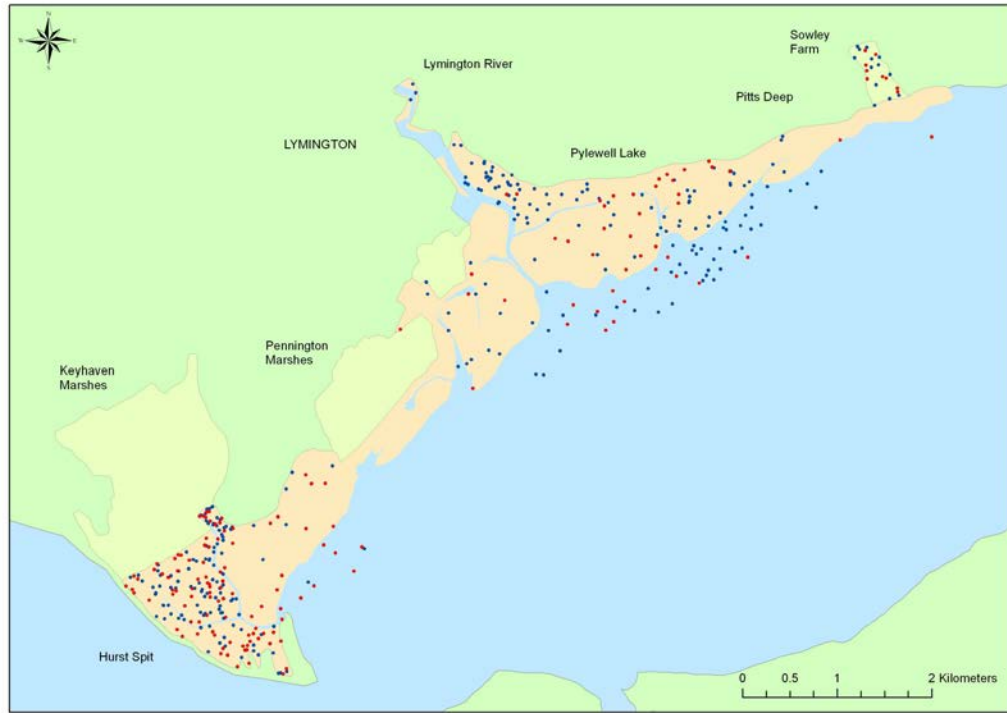 N
Sowley
Farm
Lymington River
Pitts Deep
LYMINGTON
Pylewell Lake
Pennington
Marshes
Keyhaven
Marshes
Hurst Spit
0 0.5 1 2 Kilometers